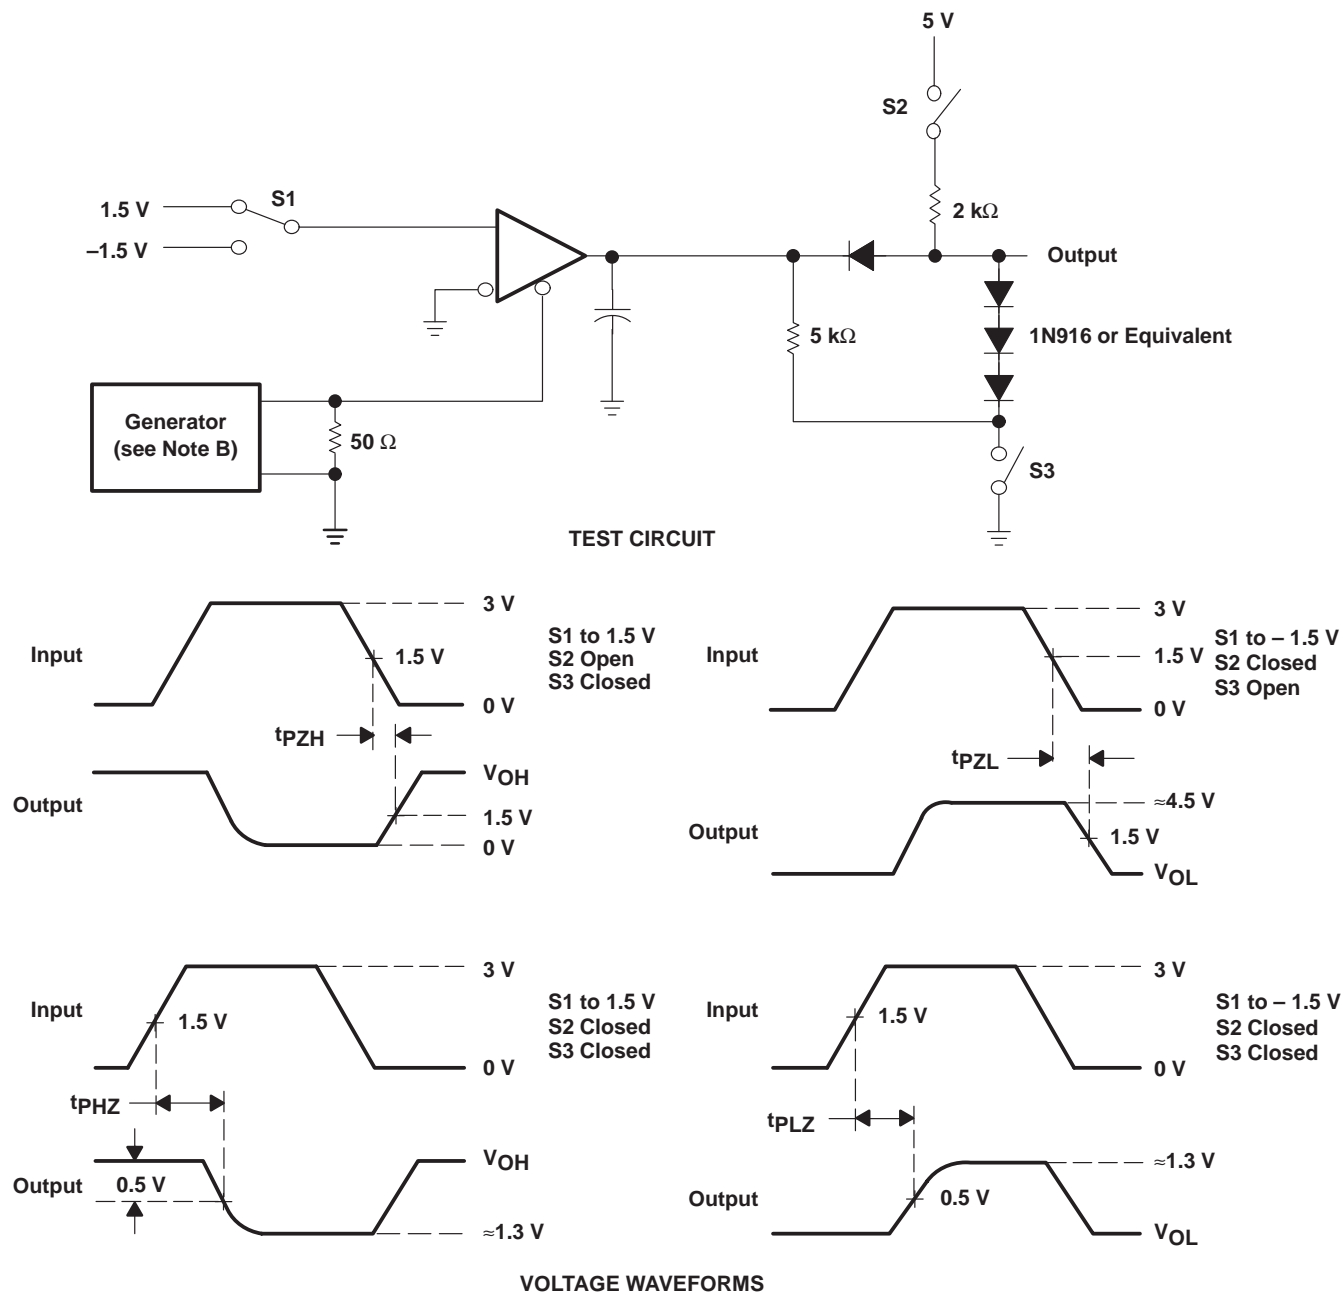 5 V
S2
1.5 V
S1
–1.5 V
2 kΩ
Output
5 kΩ
1N916 or Equivalent
Generator
(see Note B)
50 Ω
S3
TEST CIRCUIT
Input
3 V
1.5 V
0 V
S1 to 1.5 V
S2 Open
S3 Closed
tPZH
Output
VOH
1.5 V
0 V
Input
3 V
1.5 V
0 V
S1 to – 1.5 V
S2 Closed
S3 Open
tPZL
Output
≈4.5 V
1.5 V
VOL
Input
3 V
1.5 V
0 V
S1 to 1.5 V
S2 Closed
S3 Closed
tPHZ
Output
0.5 V
VOH
≈1.3 V
Input
3 V
1.5 V
0 V
S1 to – 1.5 V
S2 Closed
S3 Closed
tPLZ
Output
≈1.3 V
0.5 V
VOL
VOLTAGE WAVEFORMS